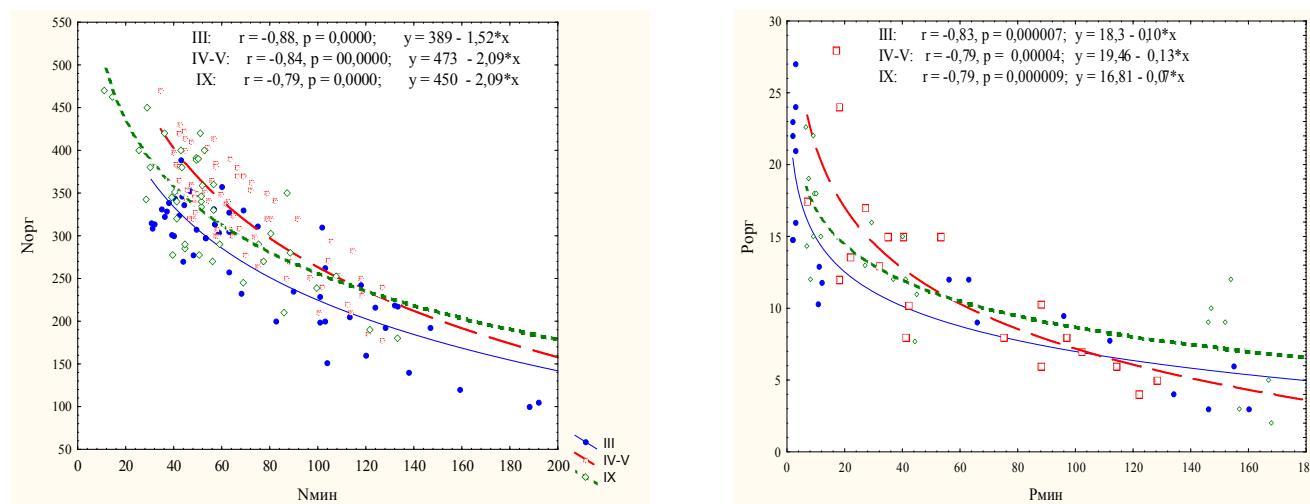 III: r = -0,88, p = 0,0000; y = 389 - 1,52*x
IV-V: r = -0,84, p = 00,0000; y = 473 - 2,09*x
IX: r = -0,79, p = 0,0000; y = 450 - 2,09*x
550
500
450
400
350
300
250
200
150
100
50
Nорг
0 20 40 60 80 100 120 140 160 180 200
Nмин
III
IV-V
IX
III: r = -0,83, p = 0,000007; y = 18,3 - 0,10*x
IV-V: r = -0,79, p = 0,00004; y = 19,46 - 0,13*x
IX: r = -0,79, p = 0,000009; y = 16,81 - 0,07*x
30
25
20
15
10
5
0
Рорг
0 20 40 60 80 100 120 140 160 18
Рмин